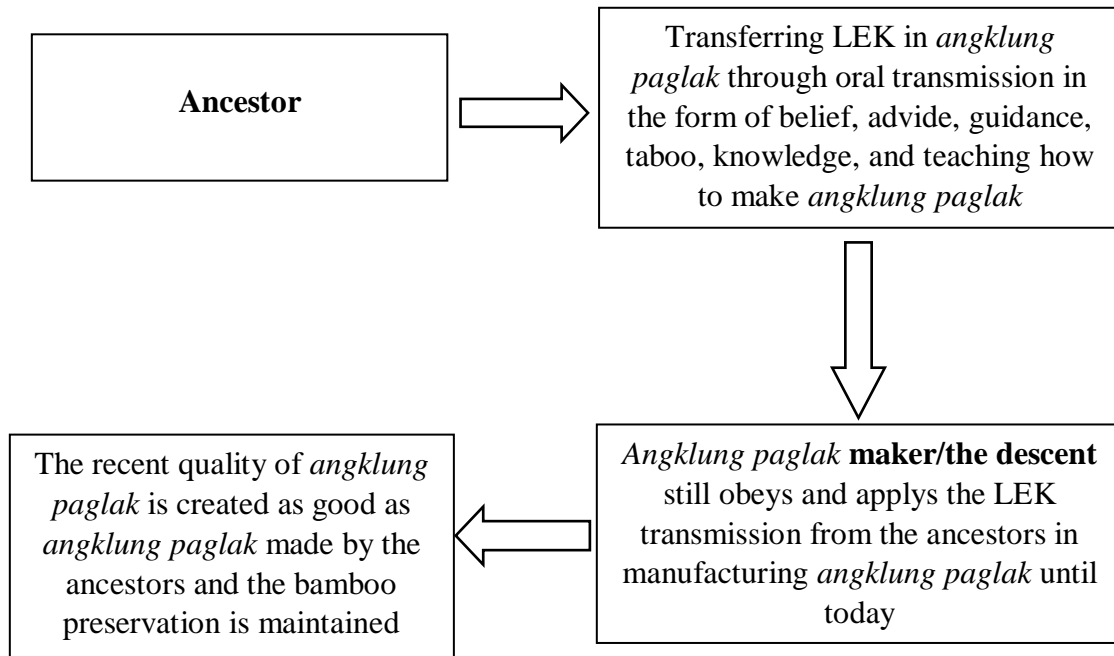 Ancestor
Transferring LEK in angklung
paglak through oral transmission in
the form of belief, advide, guidance,
taboo, knowledge, and teaching how
to make angklung paglak
Angklung paglak maker/the descent
still obeys and applys the LEK
transmission from the ancestors in
manufacturing angklung paglak until
today
The recent quality of angklung
paglak is created as good as
angklung paglak made by the
ancestors and the bamboo
preservation is maintained